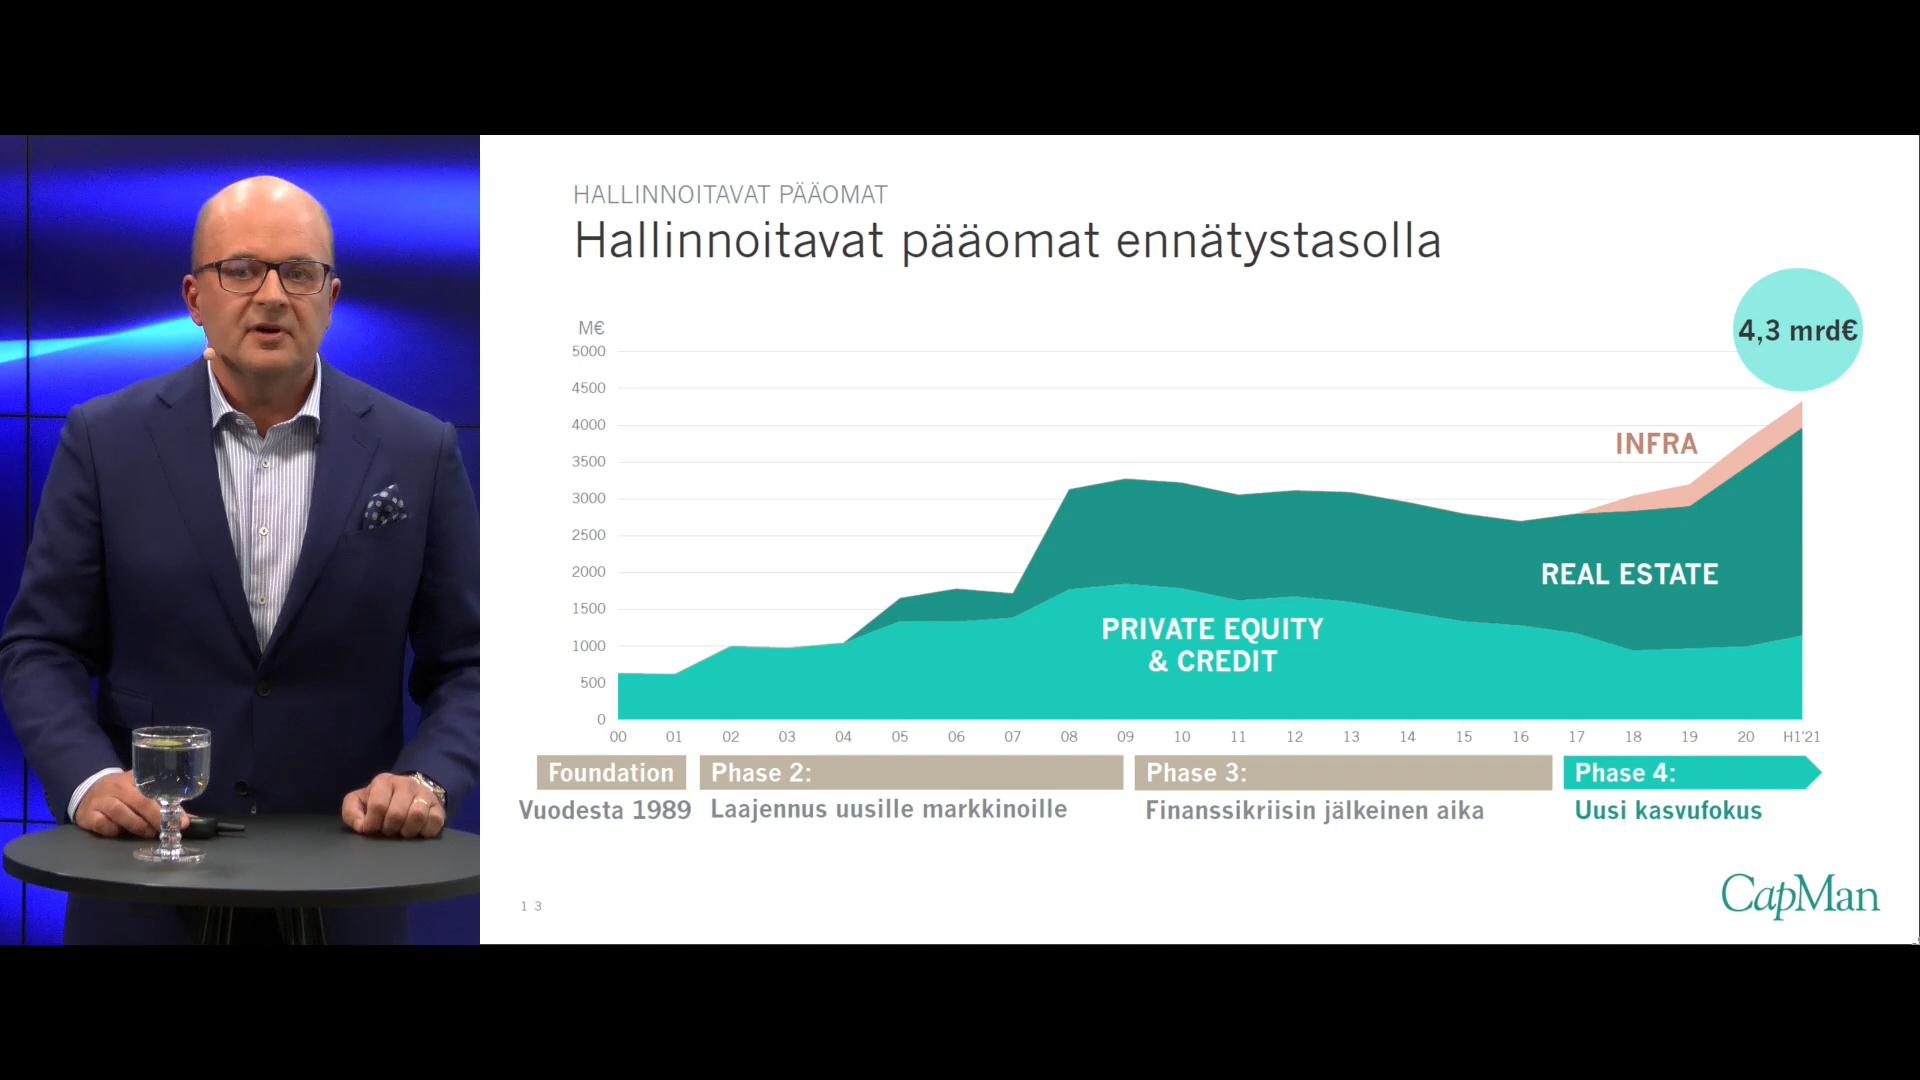 HALLINNOITAVAT PÄÄOMAT
Hallinnoitavat pääomat ennätystasolla
4,3 mrd€
M€
5000
4500
4000
3500
3000
2500
2000
1500
1000
500
0
INFRA
REAL ESTATE
PRIVATE EQUITY
& CREDIT
00 01 02 03 04 05 06 07 08 09 10 11 12 13 14 15 16 17 18 19 20 H1'21
Foundation
Vuodesta 1989
Phase 2:
Laajennus uusille markkinoille
Phase 3:
Finanssikriisin jälkeinen aika
Phase 4:
Uusi kasvufokus
13
CapMan